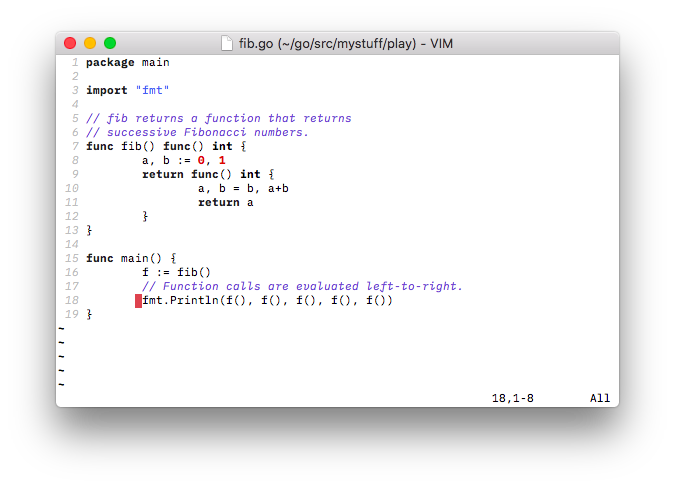 fib.go (~/go/src/mystuff/play) - VIM
1 package main
2
3 import "fmt"
4
5 // fib returns a function that returns
6 // successive Fibonacci numbers.
7 func fib() func() int {
8         a, b := 0, 1
9         return func() int {
10                 a, b = b, a+b
11                 return a
12         }
13 }
14
15 func main() {
16         f := fib()
17         // Function calls are evaluated left-to-right.
18         fmt.Println(f(), f(), f(), f(), f())
19 }
~
~
~
~
~
18,1-8 All